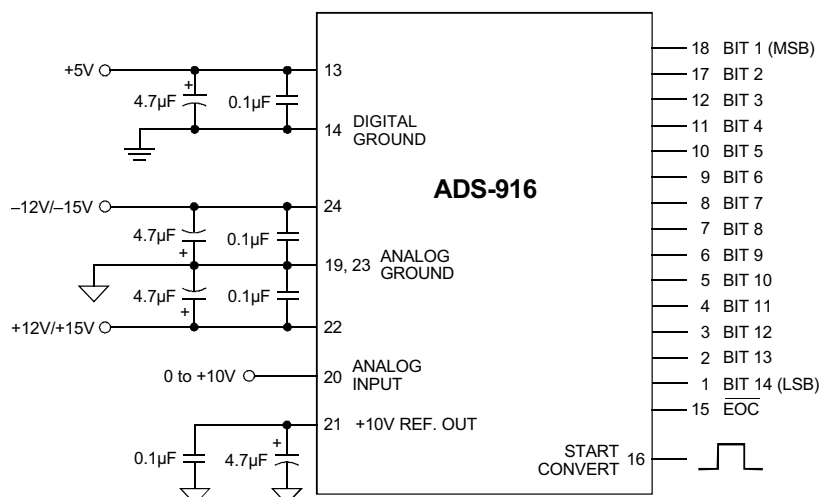 +5V
4.7µF
+
0.1µF
13
14 DIGITAL
GROUND
–12V/–15V
24
4.7µF
+
0.1µF
19, 23 ANALOG
GROUND
4.7µF
+
0.1µF
+12V/+15V
22
0 to +10V
20 ANALOG
INPUT
21 +10V REF. OUT
0.1µF
4.7µF
+
ADS-916
18 BIT 1 (MSB)
17 BIT 2
12 BIT 3
11 BIT 4
10 BIT 5
9 BIT 6
8 BIT 7
7 BIT 8
6 BIT 9
5 BIT 10
4 BIT 11
3 BIT 12
2 BIT 13
1 BIT 14 (LSB)
15 E̅O̅C̅
START
CONVERT 16